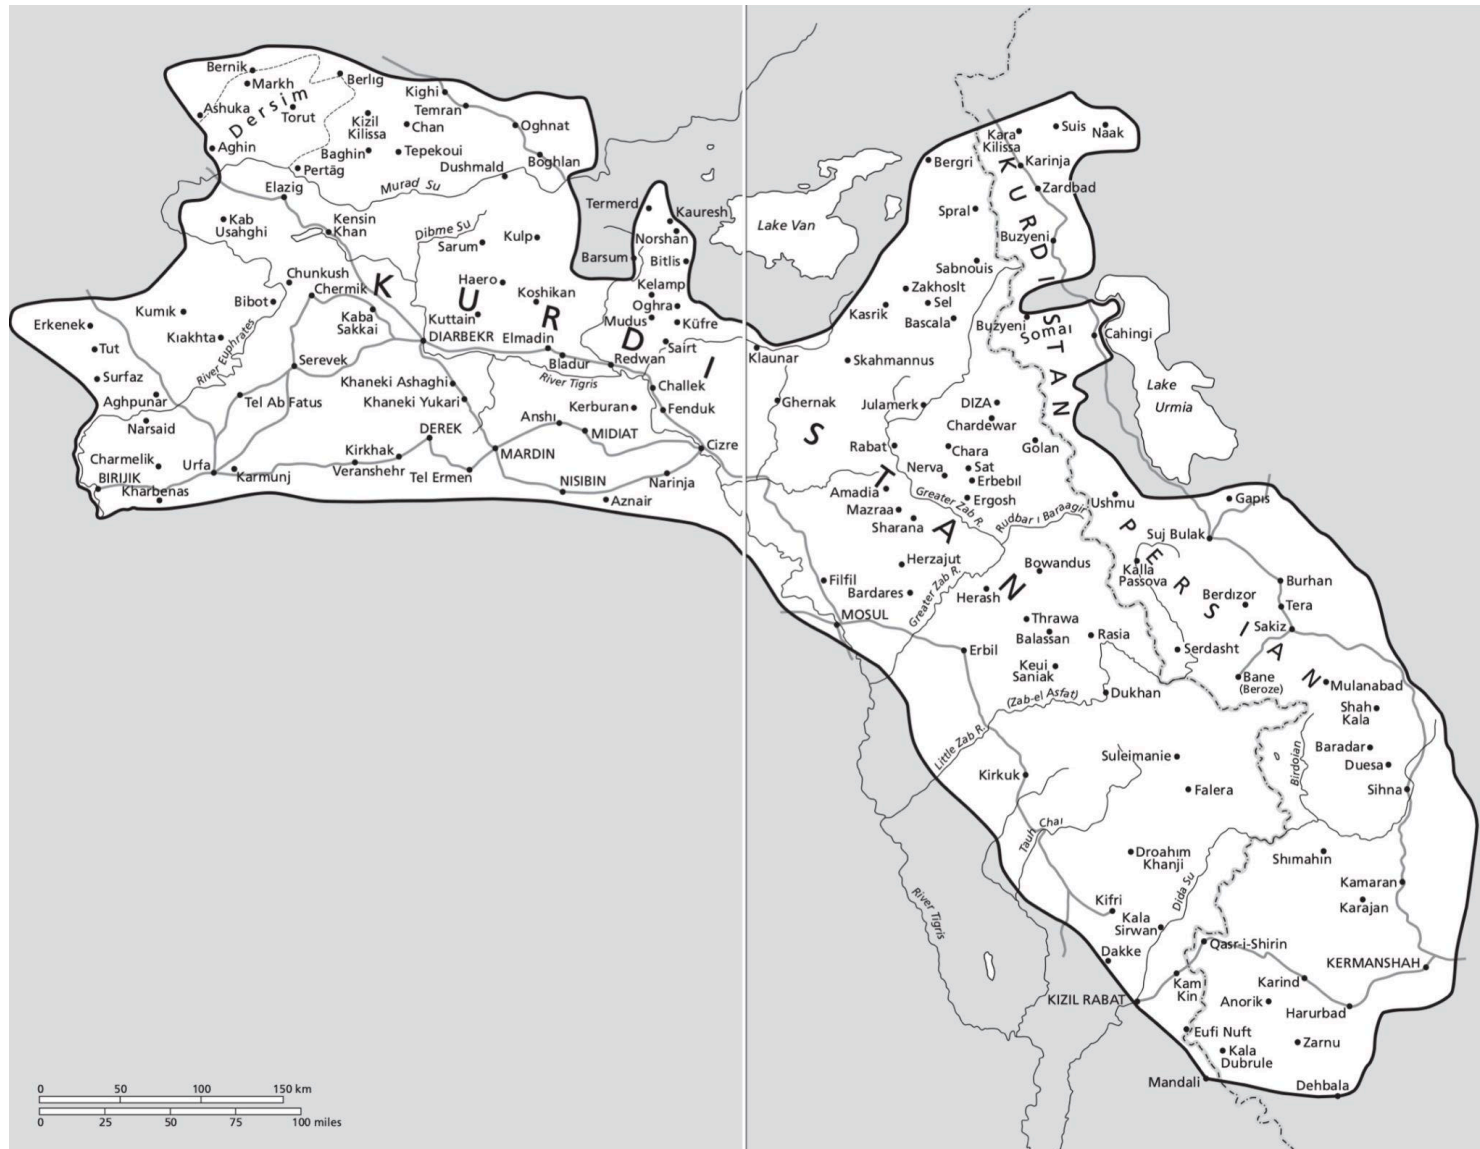 Bernik
Markh
Berlig
Kighi
Temran
Ashuka
Dersim
Torut
Kizil
Kilissa
Chan
Oghnat
Aghin
Baghin
Tepekoui
Boghlan
Pertäg
Dushmald
Murad Su
Elazig
Kab
Usahghi
Kensin
Khan
Dibme Su
Sarum
Kulp
Termerd
Kauresh
Norshan
Barsum
Bitlis
Lake Van
Chunkush
Chermik
Haero
Koshikan
Kelamp
Oghra
Mudus
Küfre
Bibot
Kumik
Kaba
Sakkai
Kuttain
Erkenek
Kiakhta
DIARBEKR
Elmadin
Sairt
Tut
River Euphrates
Serevek
Bladur
Redwan
River Tigris
Surfaz
Khaneki Ashaghi
Challek
Aghpunar
Tel Ab Fatus
Khaneki Yukari
Kerburan
Fenduk
Narsaid
Anshi
MIDIAT
DEREK
Cizre
Charmelik
Urfa
Kirkhak
MARDIN
BIRIJIK
Karmunj
Veranshehr
Tel Ermen
NISIBIN
Narinja
Kharbenas
Aznair
KURDISTAN
Kara
Kilissa
Suis
Naak
Bergri
Karinja
Zardbad
Spral
Buzyeni
Sabnouis
Zakhoslt
Sel
Kasrik
Bascala
Buzyeni
Somai
Cahingi
Klaunar
Skahmannus
Lake
Urmia
Ghernak
Julamerk
DIZA
Chardewar
Rabat
Chara
Golan
Nerva
Sat
Erbebil
Amadia
Ergosh
Greater Zab R.
Mazraa
Sharana
Rudbar i Baraagir
Ushmu
Gapis
Suj Bulak
Herzajut
Bowandus
Kalla
Passova
Filfil
Bardares
Greater Zab R.
Herash
Berdizor
Burhan
Tera
MOSUL
Thrawa
Balassan
Rasia
Sakiz
Erbil
Keui
Saniak
Serdasht
Bane
(Beroze)
Mulanabad
(Zab-el Asfat)
Dukhan
Shah
Kala
Little Zab R.
Suleimanie
Birdoian
Baradar
Duesa
Kirkuk
Falera
Sihna
Tauh Chai
Droahim
Khanji
Shimahin
River Tigris
Dida Su
Kamaran
Kifri
Karajan
Kala
Sirwan
Dakke
Qasr-i-Shirin
KERMANSHAH
KIZIL RABAT
Kam
Kin
Karind
Anorik
Harurbad
Eufi Nuft
Kala
Dubrule
Zarnu
Mandali
Dehbala
PERSIAN
KURDISTAN
0 50 100 150 km
0 25 50 75 100 miles